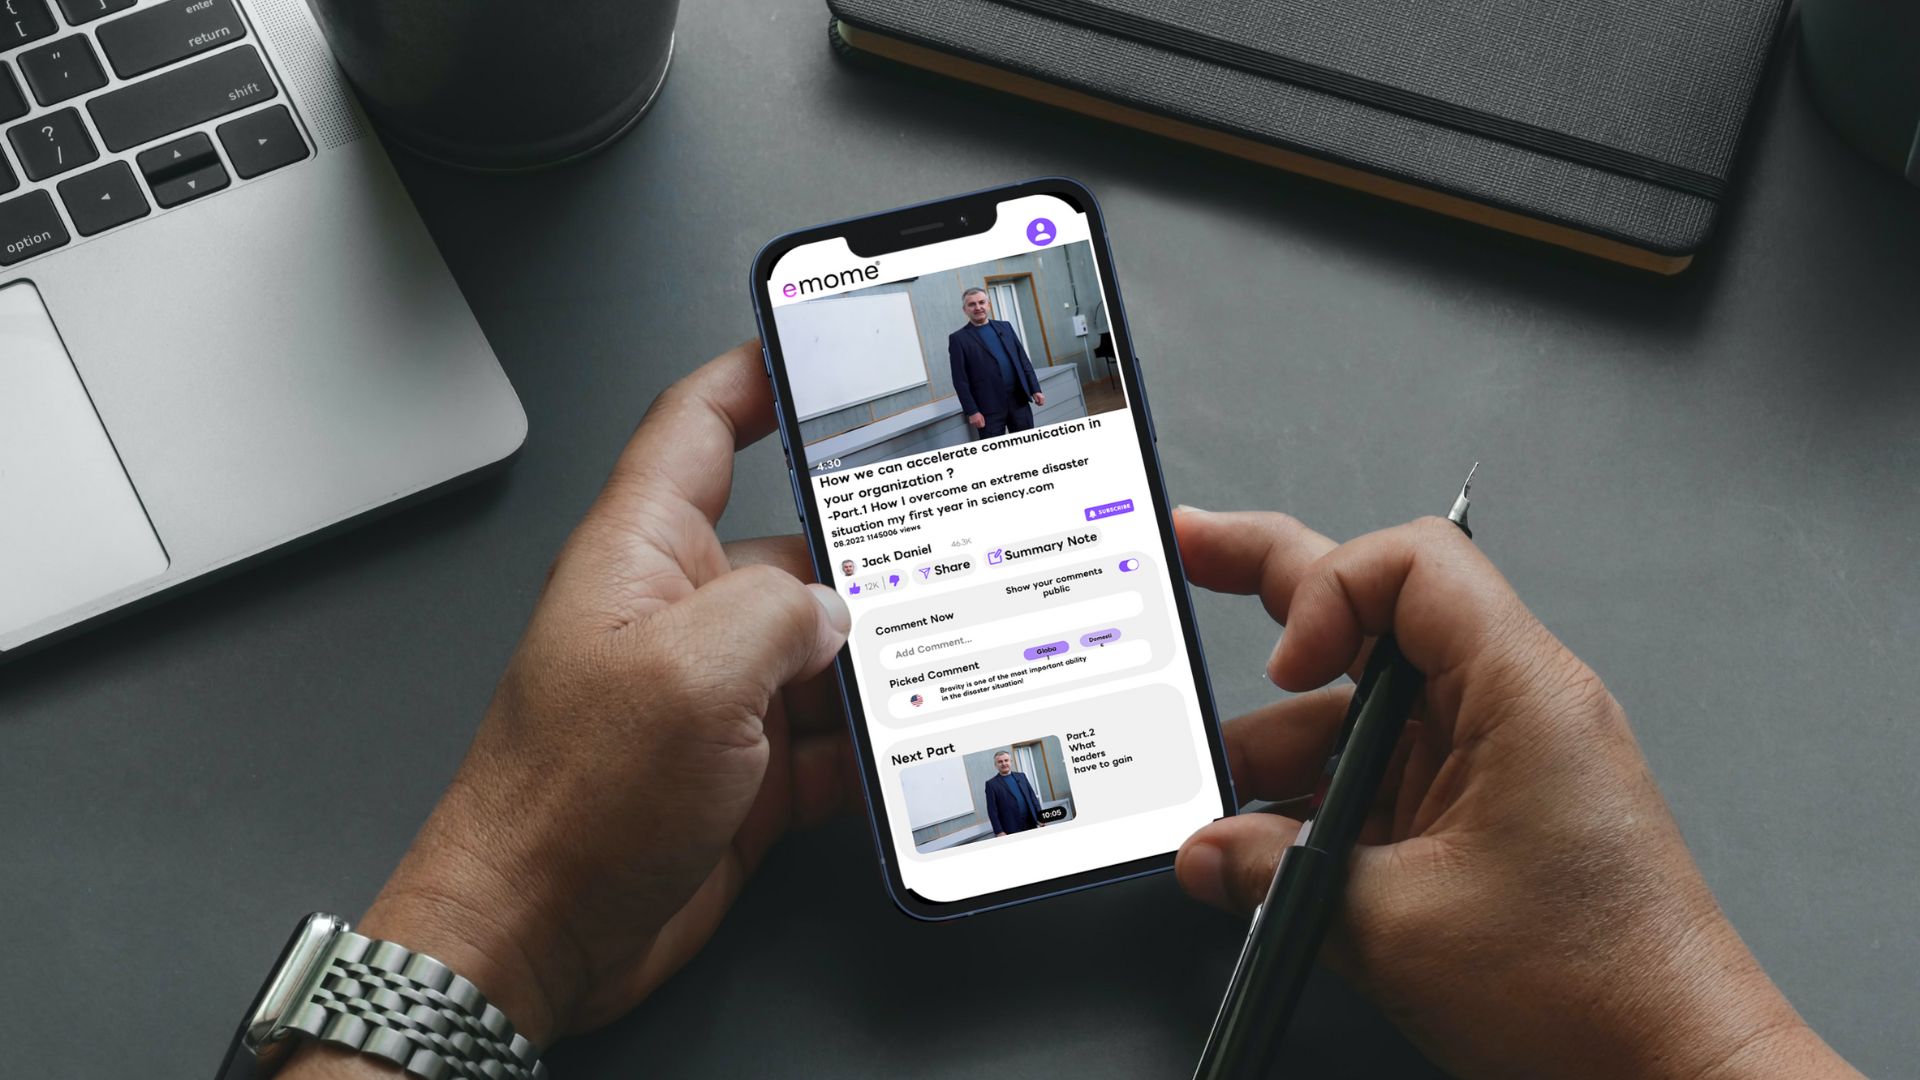 enter
return
shift
option
emome®
4:30
How we can accelerate communication in
your organization ?
-Part.1 How I overcome an extreme disaster
situation my first year in sciency.com
08.2022 1145006 views
SUBSCRIBE
Jack Daniel 46.3K
12K Share Summary Note
Show your comments
public
Comment Now
Add Comment...
Picked Comment
Globa
l
Domesti
c
Bravity is one of the most important ability
in the disaster situation!
Next Part
Part.2
What
leaders
have to gain
10:05